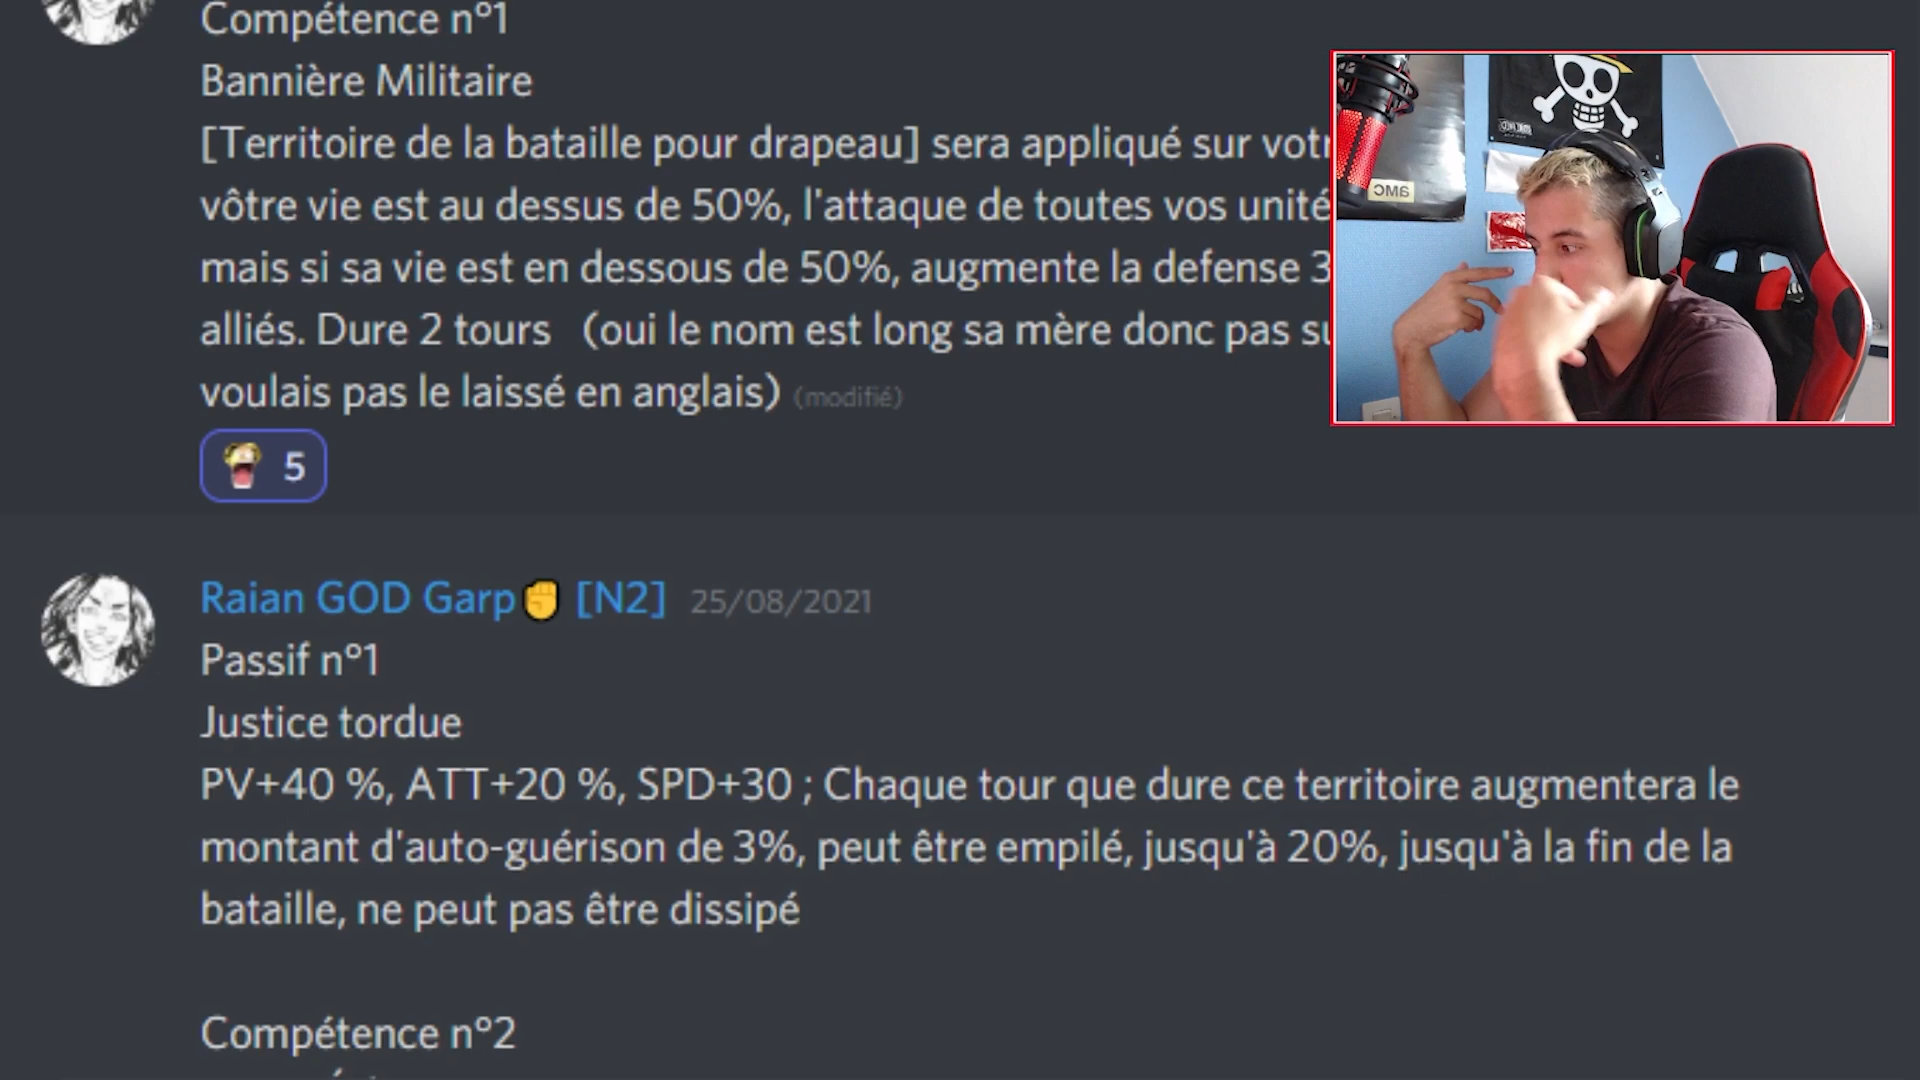 Compétence n°1
Bannière Militaire
[Territoire de la bataille pour drapeau] sera appliqué sur votr
vôtre vie est au dessus de 50%, l'attaque de toutes vos unité
mais si sa vie est en dessous de 50%, augmente la defense 3
alliés. Dure 2 tours (oui le nom est long sa mère donc pas su
voulais pas le laissé en anglais) (modifié)
5
amc
Raian GOD Garp✊ [N2] 25/08/2021
Passif n°1
Justice tordue
PV+40 %, ATT+20 %, SPD+30 ; Chaque tour que dure ce territoire augmentera le
montant d'auto-guérison de 3%, peut être empilé, jusqu'à 20%, jusqu'à la fin de la
bataille, ne peut pas être dissipé
Compétence n°2